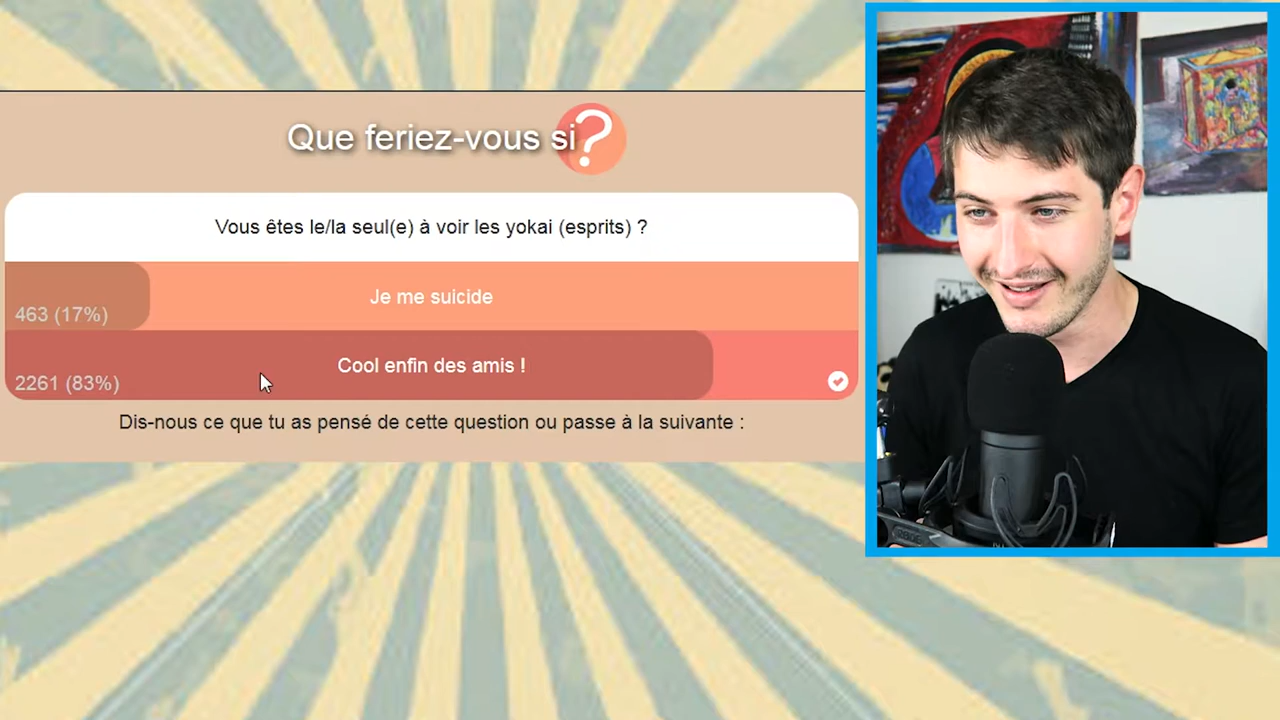 Que feriez-vous si ?
Vous êtes le/la seul(e) à voir les yokai (esprits) ?
Je me suicide
463 (17%)
Cool enfin des amis !
2261 (83%)
Dis-nous ce que tu as pensé de cette question ou passe à la suivante :
RØDE